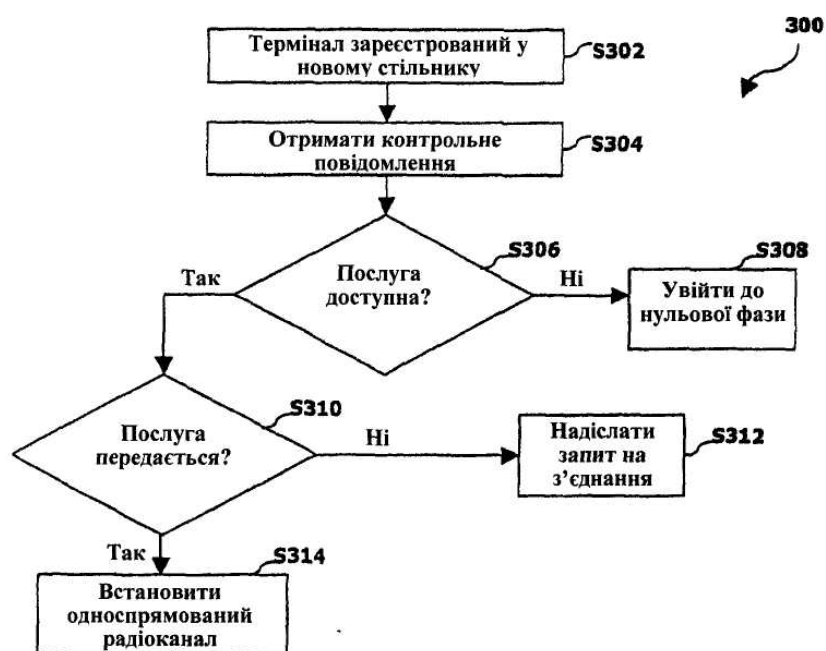 300
Термінал зареєстрований у
новому стільнику
S302
Отримати контрольне
повідомлення
S304
S306
Послуга
доступна?
Так
Ні
S308
Увійти до
нульової фази
S310
Послуга
передається?
Ні
Надіслати
запит на
з’єднання
S312
Так
S314
Встановити
односпрямований
радіоканал